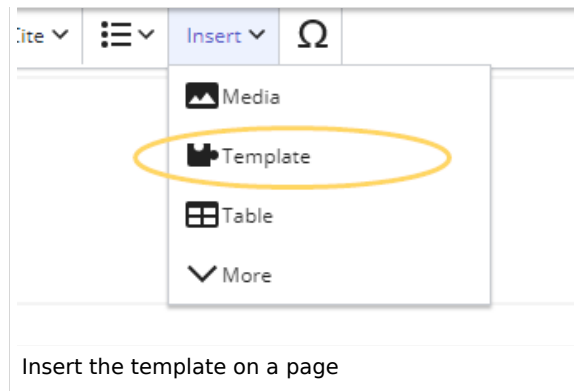 ite Insert Ω
Media
Template
Table
More
Insert the template on a page